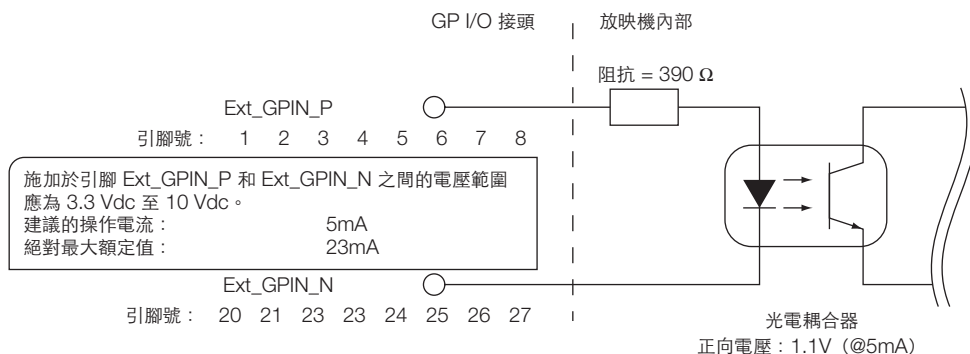 GP I/O 接頭
放映機內部
阻抗 = 390 Ω
Ext_GPIN_P
引腳號： 1 2 3 4 5 6 7 8
施加於引腳 Ext_GPIN_P 和 Ext_GPIN_N 之間的電壓範圍
應為 3.3 Vdc 至 10 Vdc。
建議的操作電流： 5mA
絕對最大額定值： 23mA
Ext_GPIN_N
引腳號： 20 21 23 23 24 25 26 27
光電耦合器
正向電壓：1.1V（@5mA）